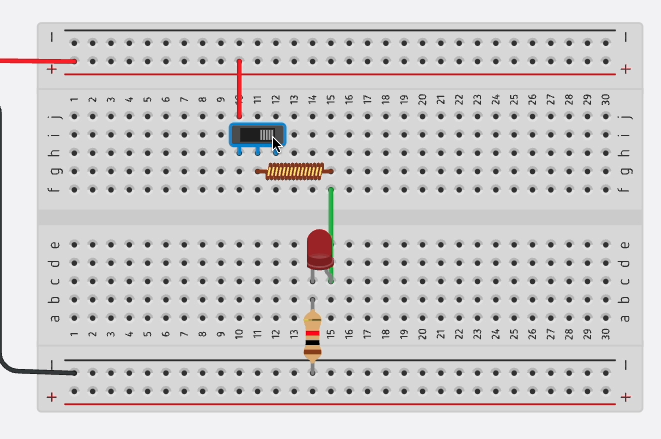 − −
+ +
1 2 3 4 5 6 7 8 9 10 11 12 13 14 15 16 17 18 19 20 21 22 23 24 25 26 27 28 29 30
j j
i i
h h
g g
f f
e e
d d
c c
b b
a a
1 2 3 4 5 6 7 8 9 10 11 12 13 14 15 16 17 18 19 20 21 22 23 24 25 26 27 28 29 30
− −
+ +